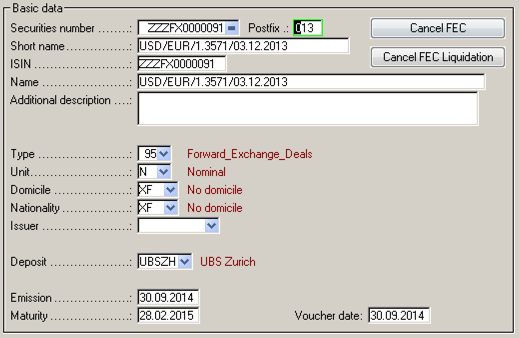 Basic data
Securities number .......: ZZZFX0000091 Postfix .: 013 Cancel FEC
Short name ................: USD/EUR/1.3571/03.12.2013
ISIN ...........................: ZZZFX0000091 Cancel FEC Liquidation
Name .........................: USD/EUR/1.3571/03.12.2013
Additional description ....:
Type ..........................: 95 Forward_Exchange_Deals
Unit ............................: N Nominal
Domicile .....................: XF No domicile
Nationality ..................: XF No domicile
Issuer .........................:
Deposit .......................: UBSZH UBS Zurich
Emission .....................: 30.09.2014
Maturity ......................: 28.02.2015 Voucher date: 30.09.2014